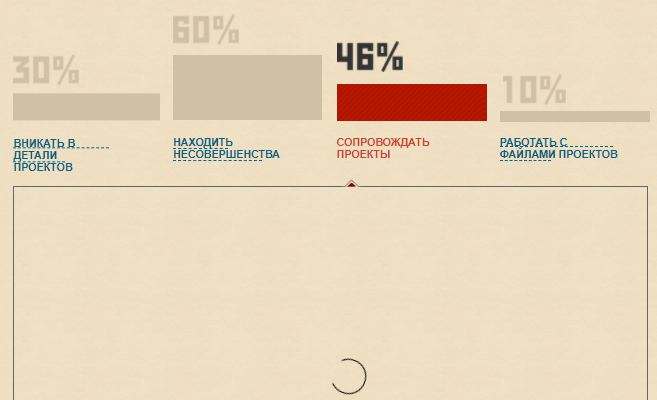 60%
46%
30%
10%
ВНИКАТЬ В
ДЕТАЛИ
ПРОЕКТОВ
НАХОДИТЬ
НЕСОВЕРШЕНСТВА
СОПРОВОЖДАТЬ
ПРОЕКТЫ
РАБОТАТЬ С
ФАЙЛАМИ ПРОЕКТОВ